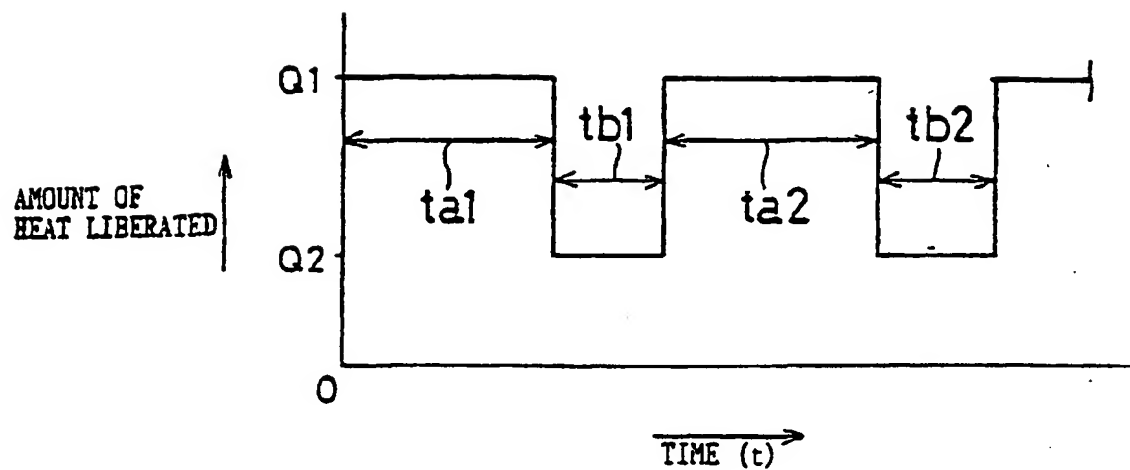 Q1
tb1
tb2
ta1
ta2
AMOUNT OF
HEAT LIBERATED
Q2
0
TIME (t)